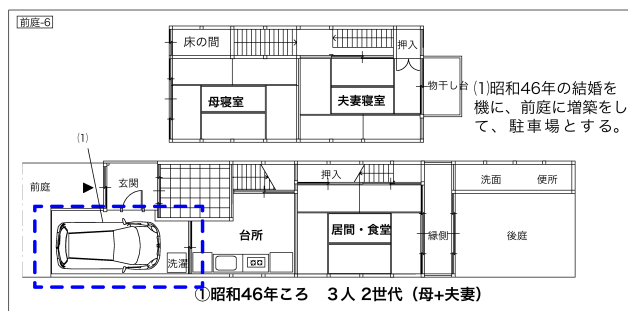 前庭-6
床の間
押入
母寝室
夫妻寝室
物干し台
⑴昭和46年の結婚を
機に、前庭に増築をし
て、駐車場とする。
⑴
前庭
玄関
押入
洗面
便所
台所
居間・食堂
縁側
後庭
洗濯
①昭和46年ころ 3人 2世代（母+夫妻）